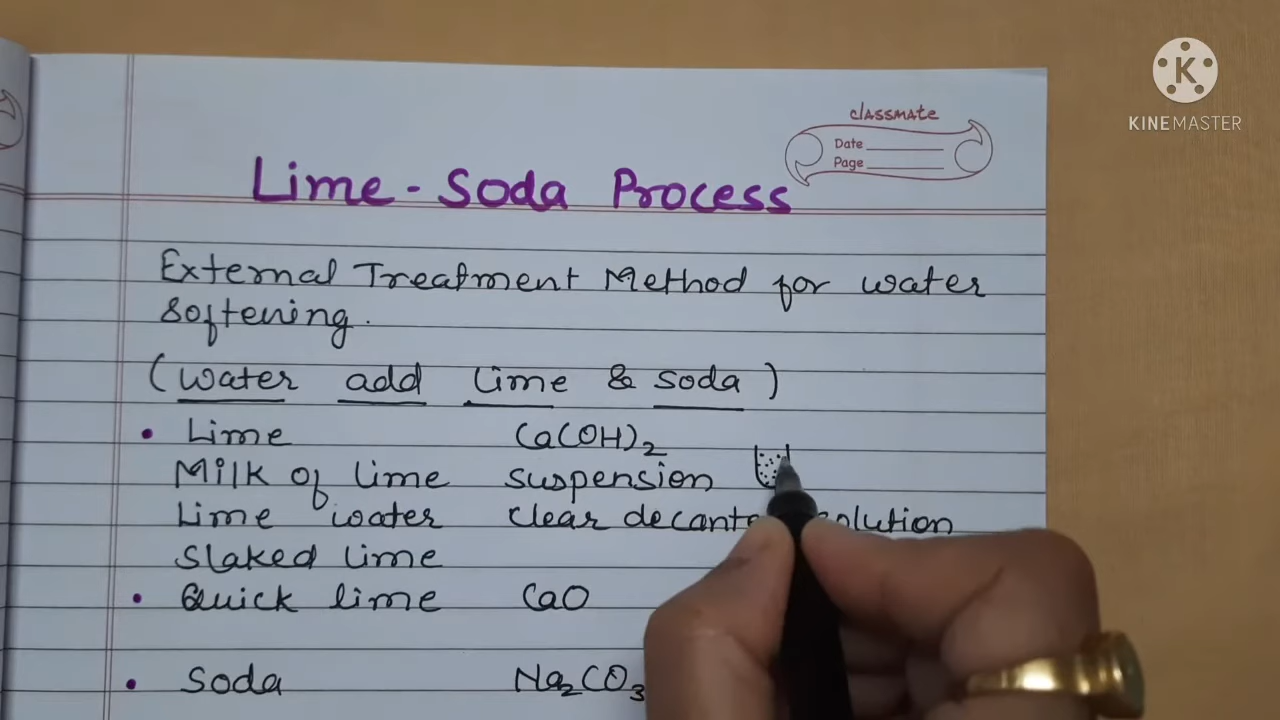 KINEMASTER
classmate
Date
Page
Lime - Soda Process
External Treatment Method for water
softening.
(water add lime & soda)
• Lime Ca(OH)2
Milk of lime suspension
Lime water clear solution
Slaked lime
• Quick lime CaO
• Soda Na2CO3